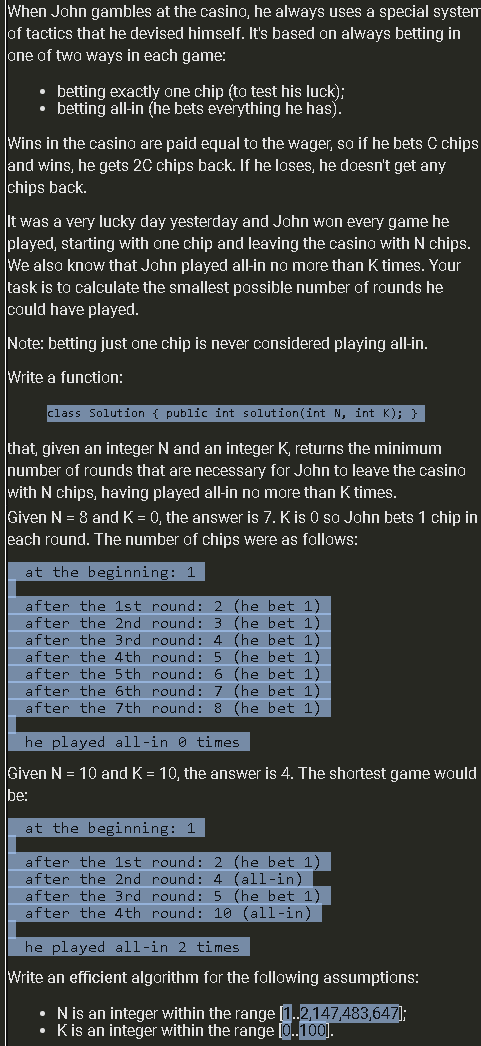 When John gambles at the casino, he always uses a special system
of tactics that he devised himself. It's based on always betting in
one of two ways in each game:
• betting exactly one chip (to test his luck);
• betting all-in (he bets everything he has).
Wins in the casino are paid equal to the wager, so if he bets C chips
and wins, he gets 2C chips back. If he loses, he doesn't get any
chips back.
It was a very lucky day yesterday and John won every game he
played, starting with one chip and leaving the casino with N chips.
We also know that John played all-in no more than K times. Your
task is to calculate the smallest possible number of rounds he
could have played.
Note: betting just one chip is never considered playing all-in.
Write a function:
class Solution { public int solution(int N, int K); }
that, given an integer N and an integer K, returns the minimum
number of rounds that are necessary for John to leave the casino
with N chips, having played all-in no more than K times.
Given N = 8 and K = 0, the answer is 7. K is 0 so John bets 1 chip in
each round. The number of chips were as follows:
at the beginning: 1
after the 1st round: 2 (he bet 1)
after the 2nd round: 3 (he bet 1)
after the 3rd round: 4 (he bet 1)
after the 4th round: 5 (he bet 1)
after the 5th round: 6 (he bet 1)
after the 6th round: 7 (he bet 1)
after the 7th round: 8 (he bet 1)
he played all-in 0 times
Given N = 10 and K = 10, the answer is 4. The shortest game would
be:
at the beginning: 1
after the 1st round: 2 (he bet 1)
after the 2nd round: 4 (all-in)
after the 3rd round: 5 (he bet 1)
after the 4th round: 10 (all-in)
he played all-in 2 times
Write an efficient algorithm for the following assumptions:
• N is an integer within the range [1..2,147,483,647];
• K is an integer within the range [0..100].